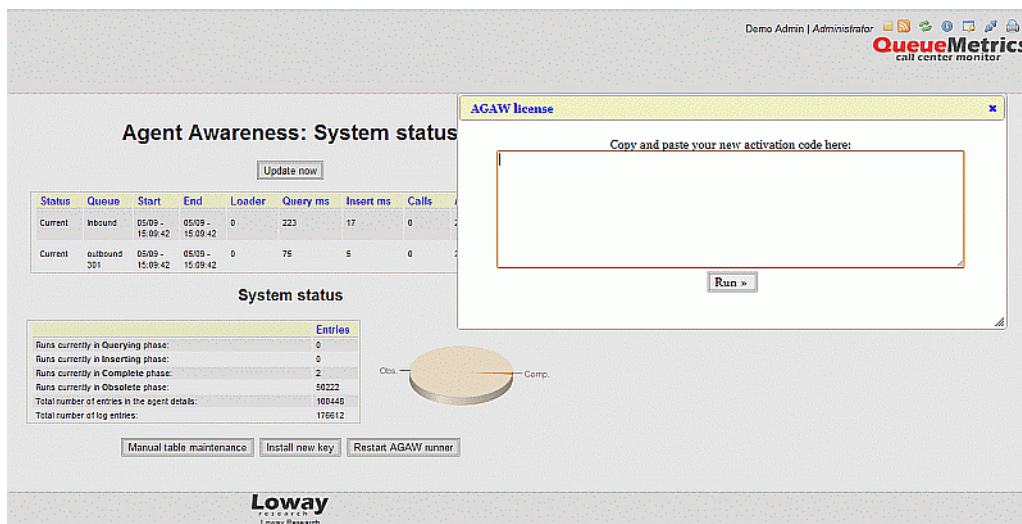 Demo Admin | Administrator
QueueMetrics
call center monitor
AGAW license
Copy and paste your new activation code here:
Run »
Agent Awareness: System status
Update now
Status Queue Start End Loader Query ms Insert ms Calls
Current Inbound 05/09 - 15:09:42 05/09 - 15:09:42 0 223 17 0
Current outbound 301 05/09 - 15:09:42 05/09 - 15:09:42 0 75 5 0
System status
Entries
Runs currently in Querying phase: 0
Runs currently in Inserting phase: 0
Runs currently in Complete phase: 2
Runs currently in Obsolete phase: 50222
Total number of entries in the agent details: 100448
Total number of log entries: 176612
Obs.
Comp.
Manual table maintenance Install new key Restart AGAW runner
Loway
research
Loway Research